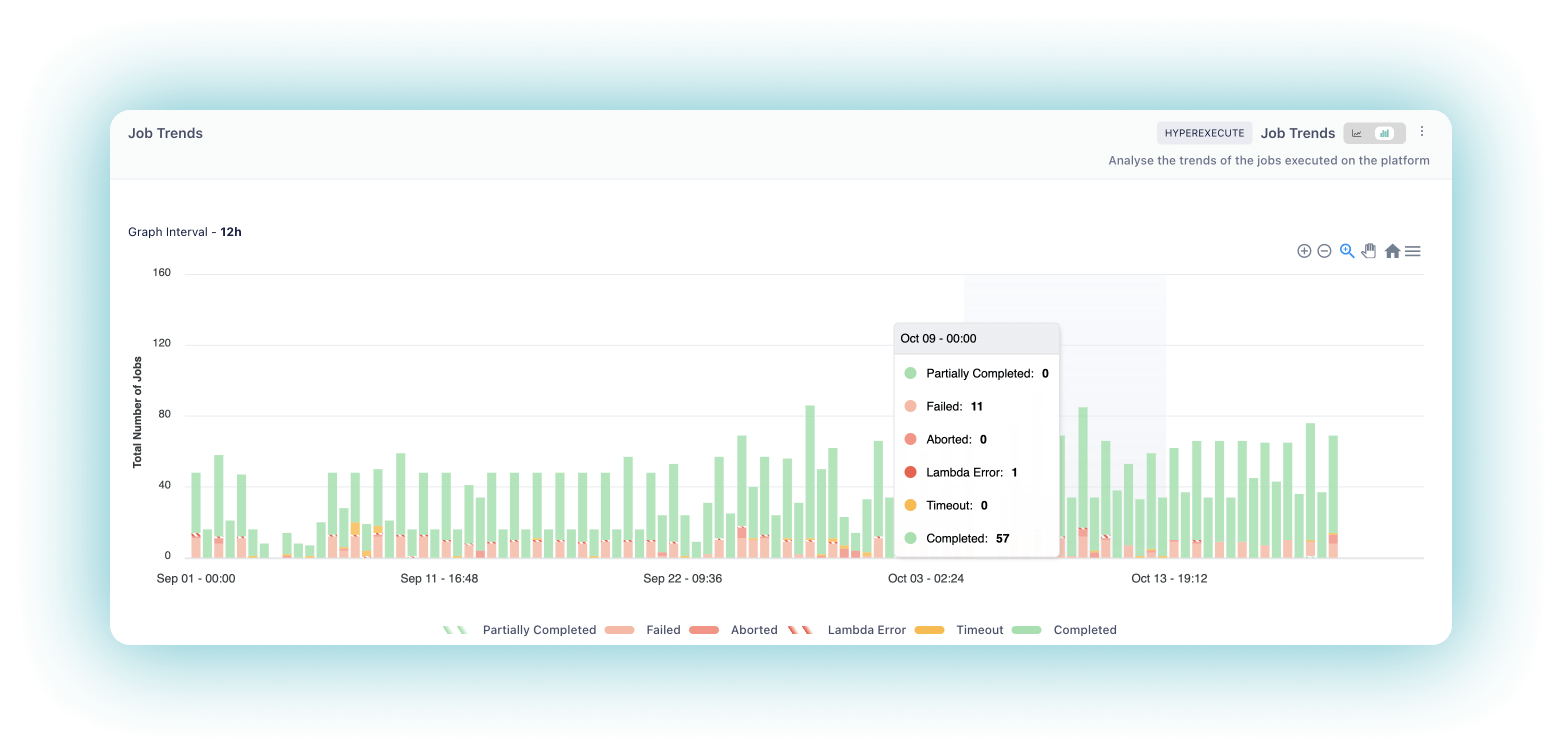 Job Trends
HYPEREXECUTE Job Trends
Analyse the trends of the jobs executed on the platform
Graph Interval - 12h
160
120
80
40
0
Total Number of Jobs
Oct 09 - 00:00
Partially Completed: 0
Failed: 11
Aborted: 0
Lambda Error: 1
Timeout: 0
Completed: 57
Sep 01 - 00:00 Sep 11 - 16:48 Sep 22 - 09:36 Oct 03 - 02:24 Oct 13 - 19:12
Partially Completed Failed Aborted Lambda Error Timeout Completed